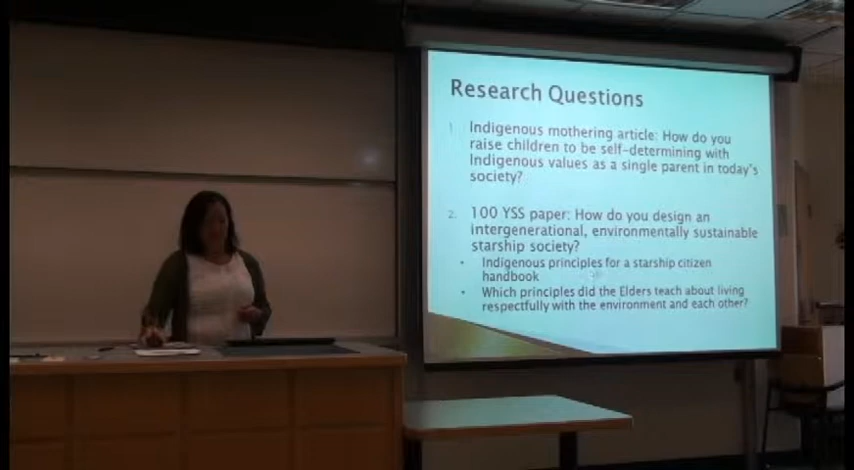 Research Questions
1. Indigenous mothering article: How do you
raise children to be self-determining with
Indigenous values as a single parent in today's
society?
2. 100 YSS paper: How do you design an
intergenerational, environmentally sustainable
starship society?
• Indigenous principles for a starship citizen
handbook
• Which principles did the Elders teach about living
respectfully with the environment and each other?